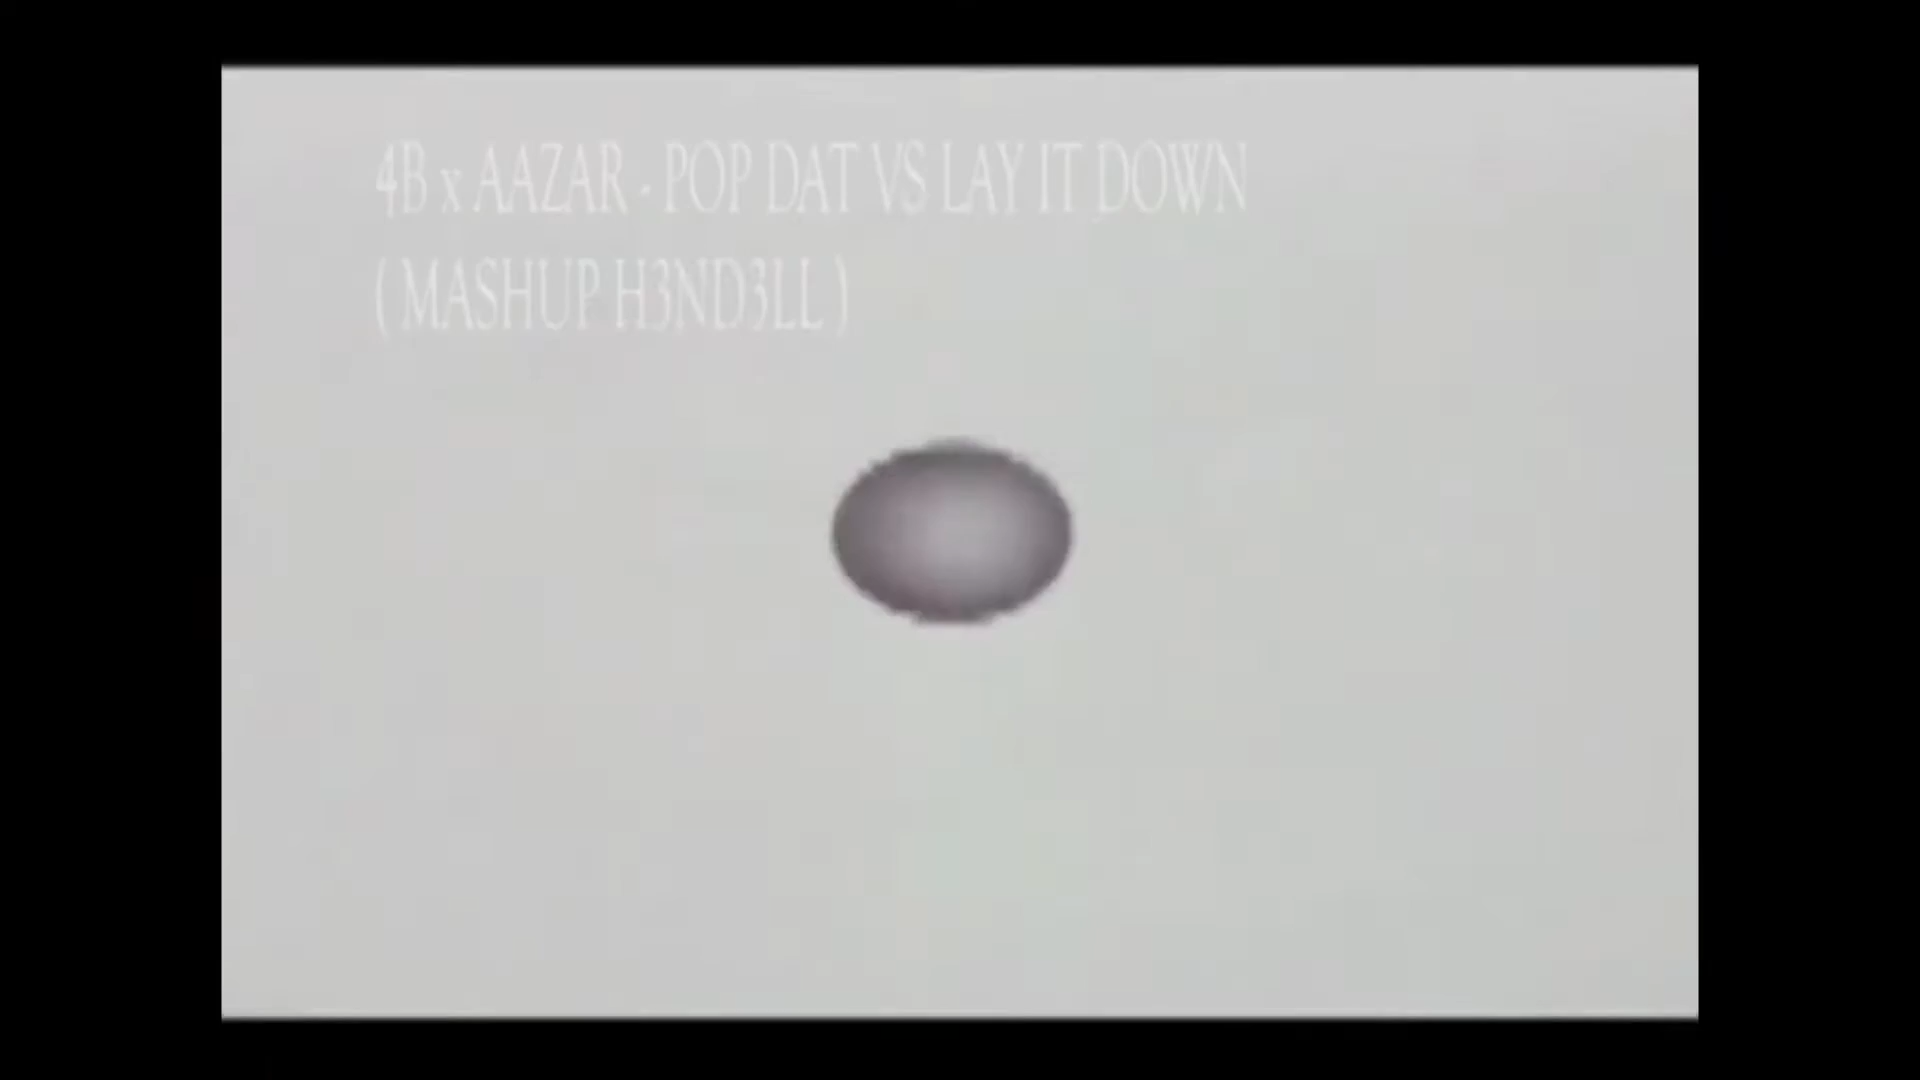 4B x AAZAR - POP DAT VS LAY IT DOWN
( MASHUP H3ND3LL )